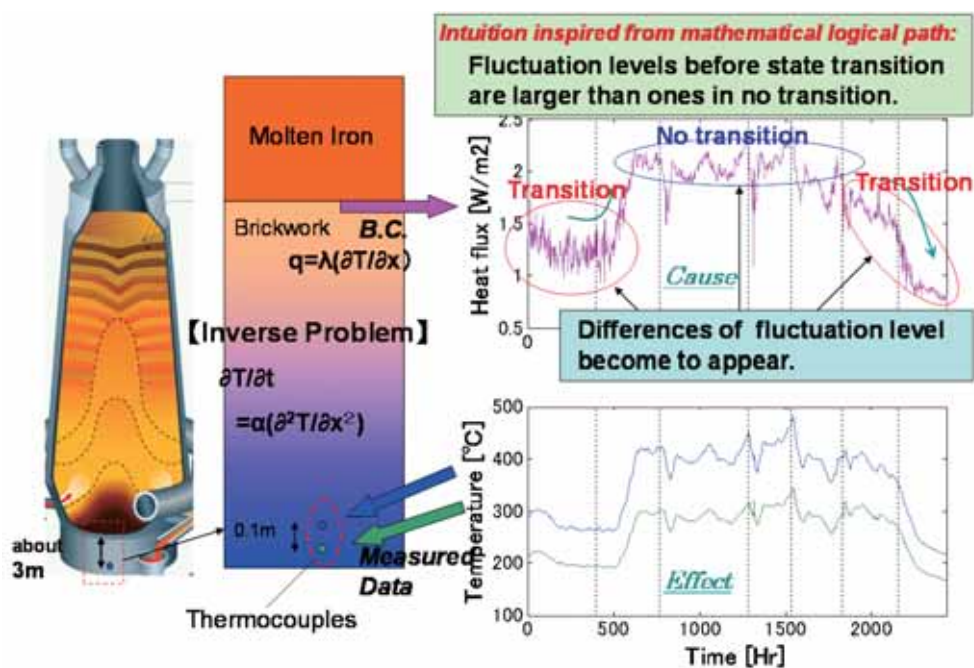 Intuition inspired from mathematical logical path:
Fluctuation levels before state transition
are larger than ones in no transition.
Molten Iron
Brickwork
B.C.
q=λ(∂T/∂x)
【Inverse Problem】
∂T/∂t
=α(∂²T/∂x²)
0.1m
about
3m
Thermocouples
Measured
Data
Heat flux [W/m2]
2.5
2
1.5
1
0.5
0
No transition
Transition
Transition
Cause
Differences of fluctuation level
become to appear.
Temperature [℃]
500
400
300
200
100
Effect
0
500
1000
1500
2000
Time [Hr]